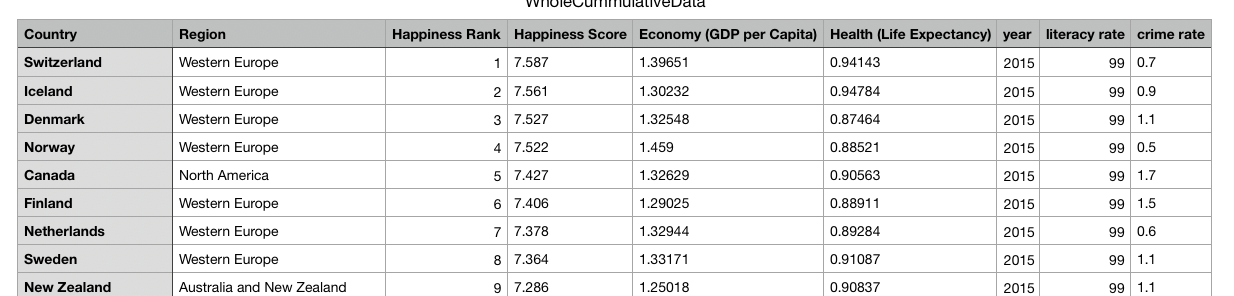 WholeCummulativeData
Country Region Happiness Rank Happiness Score Economy (GDP per Capita) Health (Life Expectancy) year literacy rate crime rate
Switzerland Western Europe 1 7.587 1.39651 0.94143 2015 99 0.7
Iceland Western Europe 2 7.561 1.30232 0.94784 2015 99 0.9
Denmark Western Europe 3 7.527 1.32548 0.87464 2015 99 1.1
Norway Western Europe 4 7.522 1.459 0.88521 2015 99 0.5
Canada North America 5 7.427 1.32629 0.90563 2015 99 1.7
Finland Western Europe 6 7.406 1.29025 0.88911 2015 99 1.5
Netherlands Western Europe 7 7.378 1.32944 0.89284 2015 99 0.6
Sweden Western Europe 8 7.364 1.33171 0.91087 2015 99 1.1
New Zealand Australia and New Zealand 9 7.286 1.25018 0.90837 2015 99 1.1